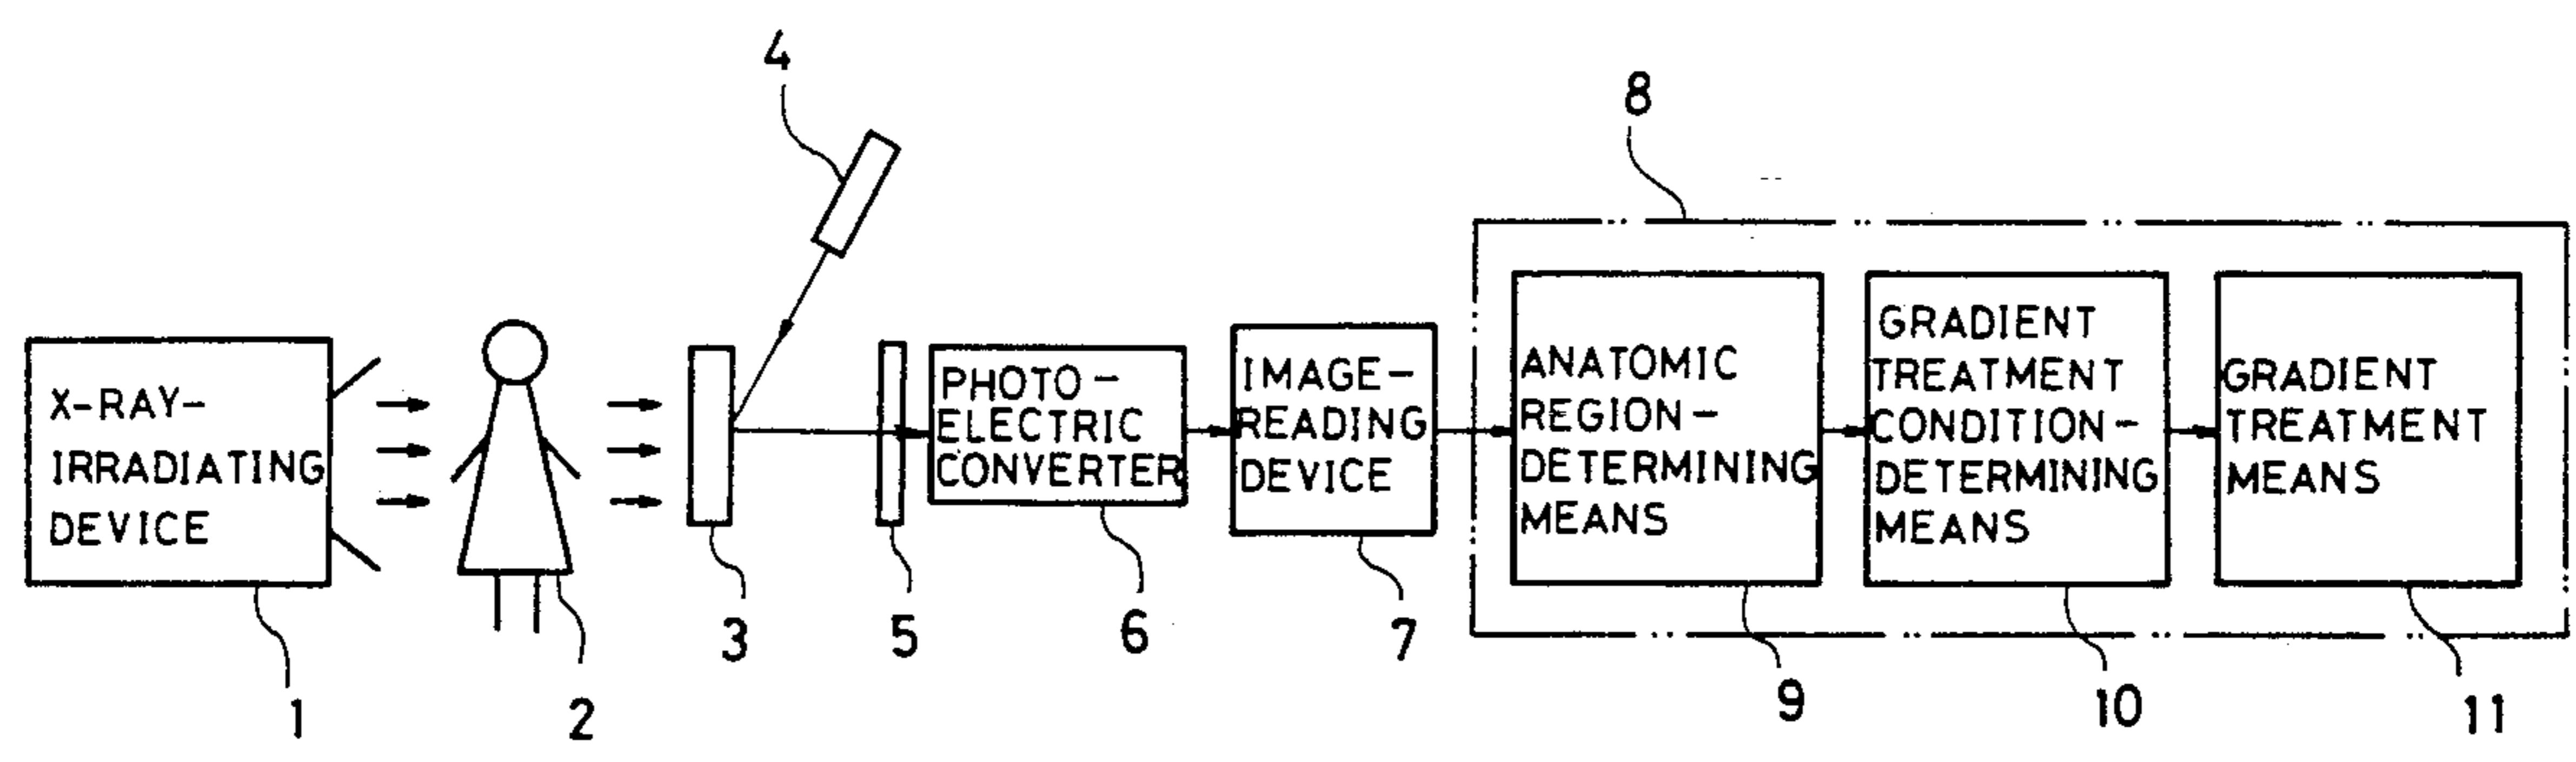 4
8
X-RAY-
IRRADIATING
DEVICE
PHOTO-
ELECTRIC
CONVERTER
IMAGE-
READING
DEVICE
ANATOMIC
REGION-
DETERMINING
MEANS
GRADIENT
TREATMENT
CONDITION-
DETERMINING
MEANS
GRADIENT
TREATMENT
MEANS
1
2
3
5
6
7
9
10
11